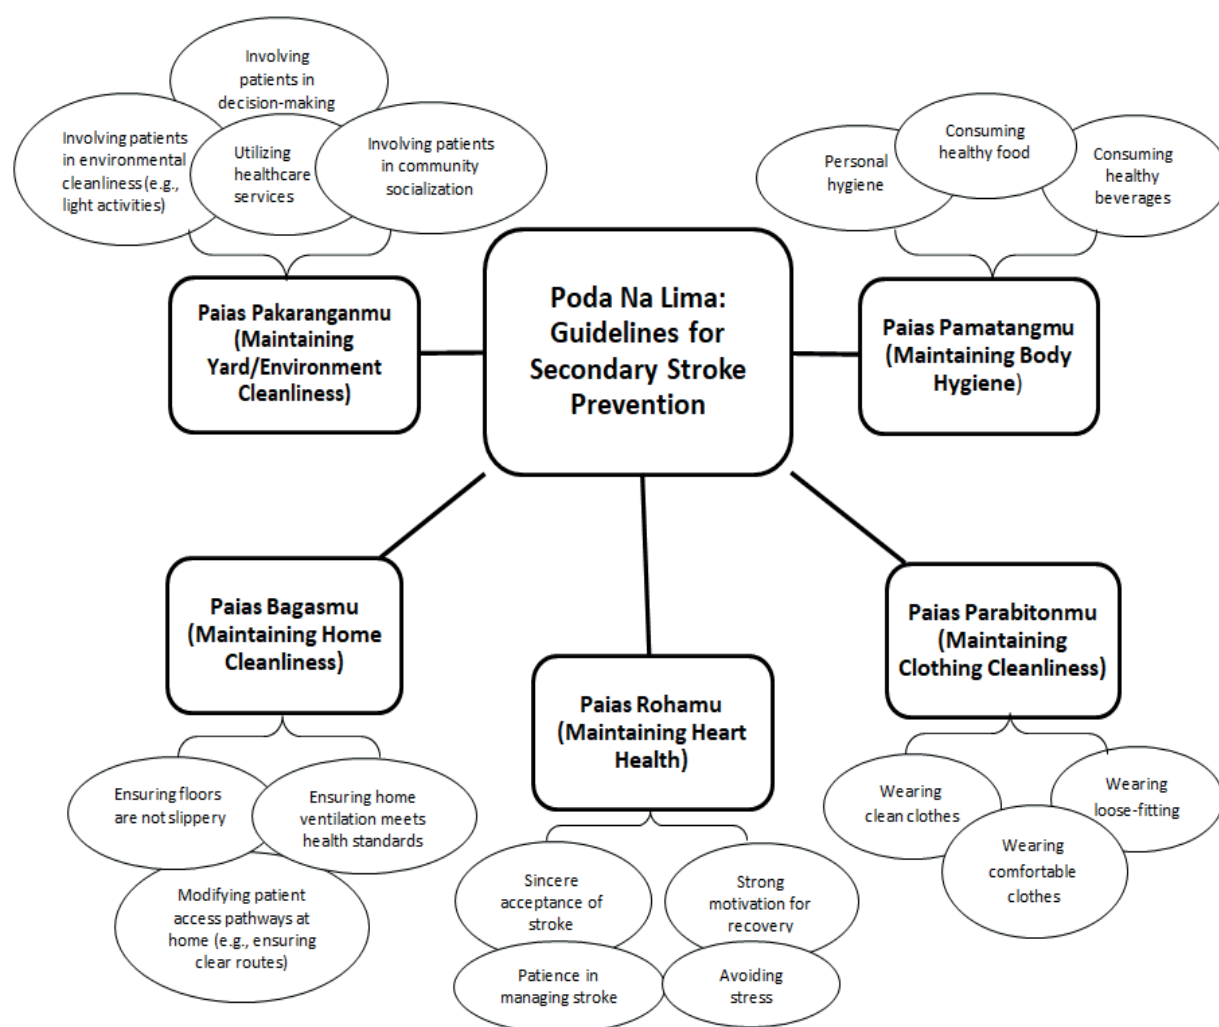 Involving
patients in
decision-making
Involving patients
in environmental
cleanliness (e.g.,
light activities)
Utilizing
healthcare
services
Involving patients
in community
socialization
Personal
hygiene
Consuming
healthy food
Consuming
healthy
beverages
Paias Pakaranganmu
(Maintaining
Yard/Environment
Cleanliness)
Poda Na Lima:
Guidelines for
Secondary Stroke
Prevention
Paias Pamatangmu
(Maintaining Body
Hygiene)
Paias Bagasmu
(Maintaining Home
Cleanliness)
Paias Rohamu
(Maintaining Heart
Health)
Paias Parabitonmu
(Maintaining
Clothing Cleanliness)
Ensuring floors
are not slippery
Ensuring home
ventilation meets
health standards
Modifying patient
access pathways at
home (e.g., ensuring
clear routes)
Sincere
acceptance of
stroke
Strong
motivation for
recovery
Patience in
managing stroke
Avoiding
stress
Wearing
clean clothes
Wearing
loose-fitting
Wearing
comfortable
clothes